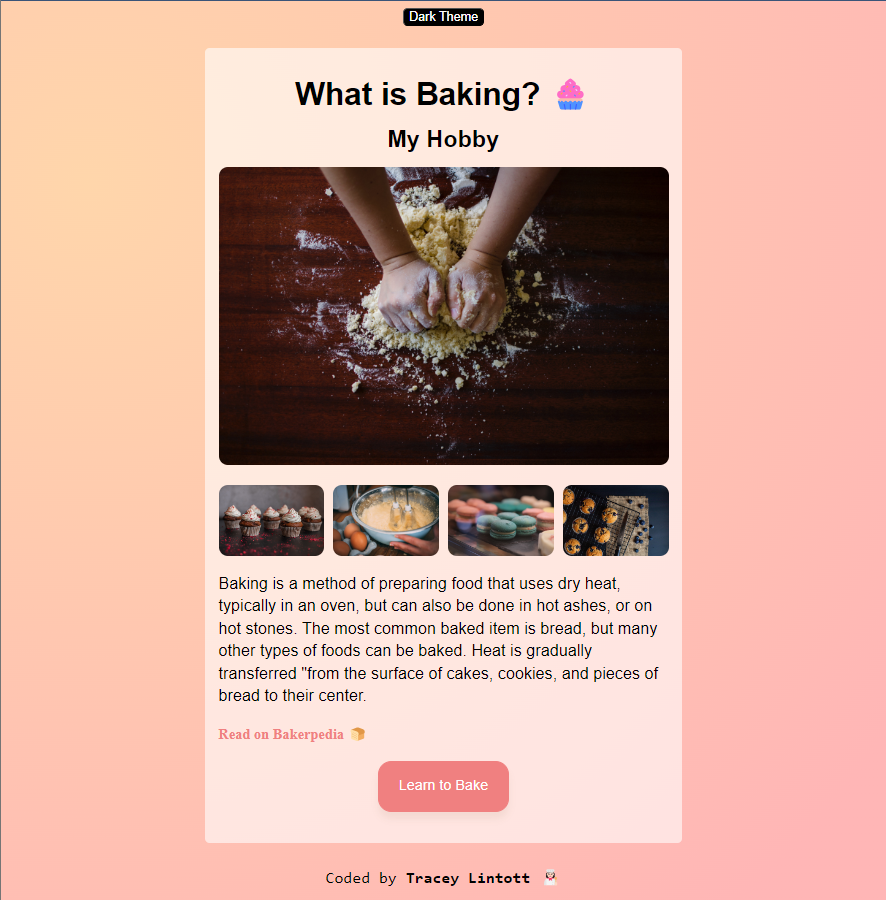 Dark Theme
What is Baking? 🧁
My Hobby
Baking is a method of preparing food that uses dry heat,
typically in an oven, but can also be done in hot ashes, or on
hot stones. The most common baked item is bread, but many
other types of foods can be baked. Heat is gradually
transferred "from the surface of cakes, cookies, and pieces of
bread to their center.
Read on Bakerpedia 🍞
Learn to Bake
Coded by Tracey Lintott